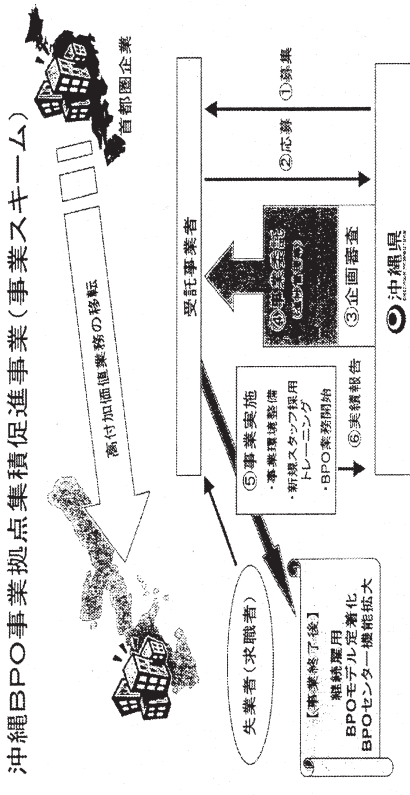 沖縄BPO事業拠点集積促進事業(事業スキーム)
首都圏企業
高付加価値業務の移転
受託事業者
①募集
②応募
④事業委託
③企画審査
沖縄県
⑤事業実施
・事業環境整備
・新規スタッフ採用
トレーニング
・BPO業務開始
⑥実績報告
失業者(求職者)
【事業終了後】
継続雇用
BPOモデル定着化
BPOセンター機能拡大